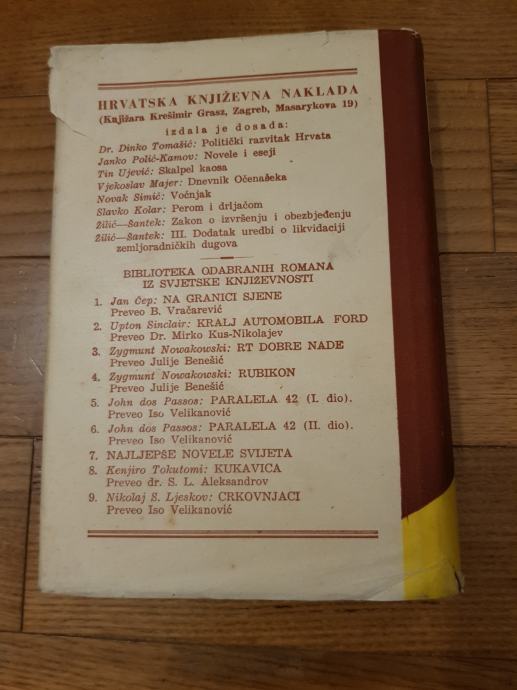 HRVATSKA KNJIŽEVNA NAKLADA
(Knjižara Krešimir Grasz, Zagreb, Masarykova 19)
izdala je dosada:
Dr. Dinko Tomašić: Politički razvitak Hrvata
Janko Polić-Kamov: Novele i eseji
Tin Ujević: Skalpel kaosa
Vjekoslav Majer: Dnevnik Očenašeka
Novak Simić: Voćnjak
Slavko Kolar: Perom i drljačom
Žilić—Šantek: Zakon o izvršenju i obezbjeđenju
Žilić—Šantek: III. Dodatak uredbi o likvidaciji
zemljoradničkih dugova
BIBLIOTEKA ODABRANIH ROMANA
IZ SVJETSKE KNJIŽEVNOSTI
1. Jan Čep: NA GRANICI SJENE
Preveo B. Vračarević
2. Upton Sinclair: KRALJ AUTOMOBILA FORD
Preveo Dr. Mirko Kus-Nikolajev
3. Zygmunt Nowakowski: RT DOBRE NADE
Preveo Julije Benešić
4. Zygmunt Nowakowski: RUBIKON
Preveo Julije Benešić
5. John dos Passos: PARALELA 42 (I. dio).
Preveo Iso Velikanović
6. John dos Passos: PARALELA 42 (II. dio).
Preveo Iso Velikanović
7. NAJLJEPŠE NOVELE SVIJETA
8. Kenjiro Tokutomi: KUKAVICA
Preveo dr. S. L. Aleksandrov
9. Nikolaj S. Ljeskov: CRKOVNJACI
Preveo Iso Velikanović